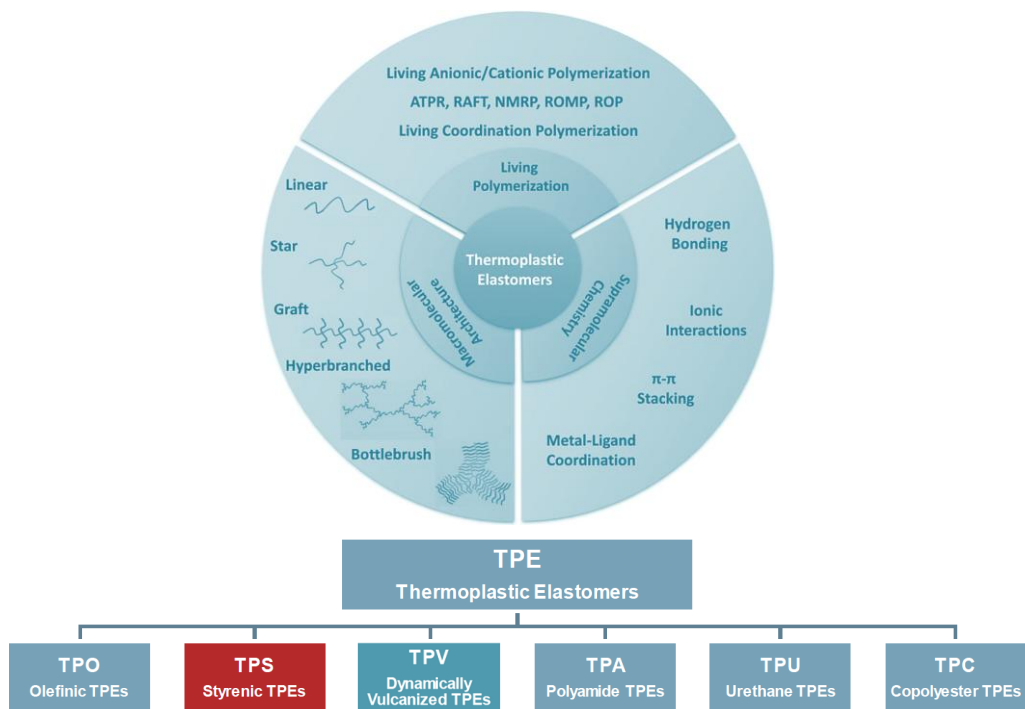 Living Anionic/Cationic Polymerization
ATPR, RAFT, NMRP, ROMP, ROP
Living Coordination Polymerization
Living
Polymerization
Thermoplastic
Elastomers
Macromolecular
Architecture
Supramolecular
Chemistry
Linear
Star
Graft
Hyperbranched
Bottlebrush
Hydrogen
Bonding
Ionic
Interactions
π-π
Stacking
Metal-Ligand
Coordination
TPE
Thermoplastic Elastomers
TPO
Olefinic TPEs
TPS
Styrenic TPEs
TPV
Dynamically
Vulcanized TPEs
TPA
Polyamide TPEs
TPU
Urethane TPEs
TPC
Copolyester TPEs